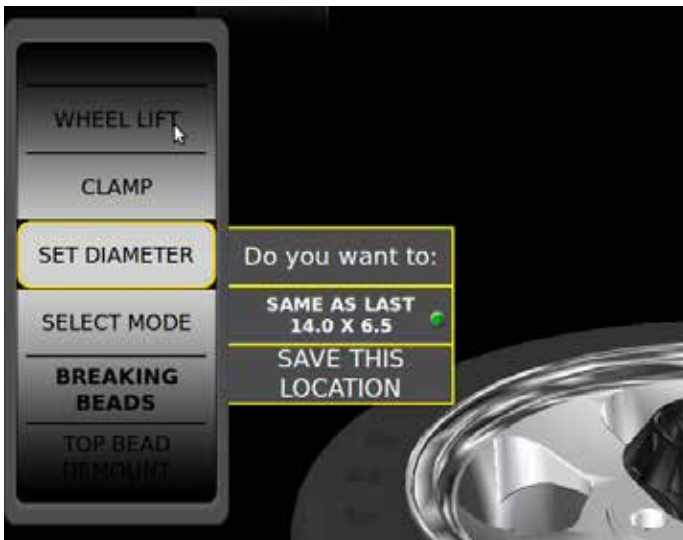 WHEEL LIFT
CLAMP
SET DIAMETER
Do you want to:
SAME AS LAST
14.0 X 6.5
SELECT MODE
SAVE THIS
LOCATION
BREAKING
BEADS
TOP BEAD
DEMOUNT